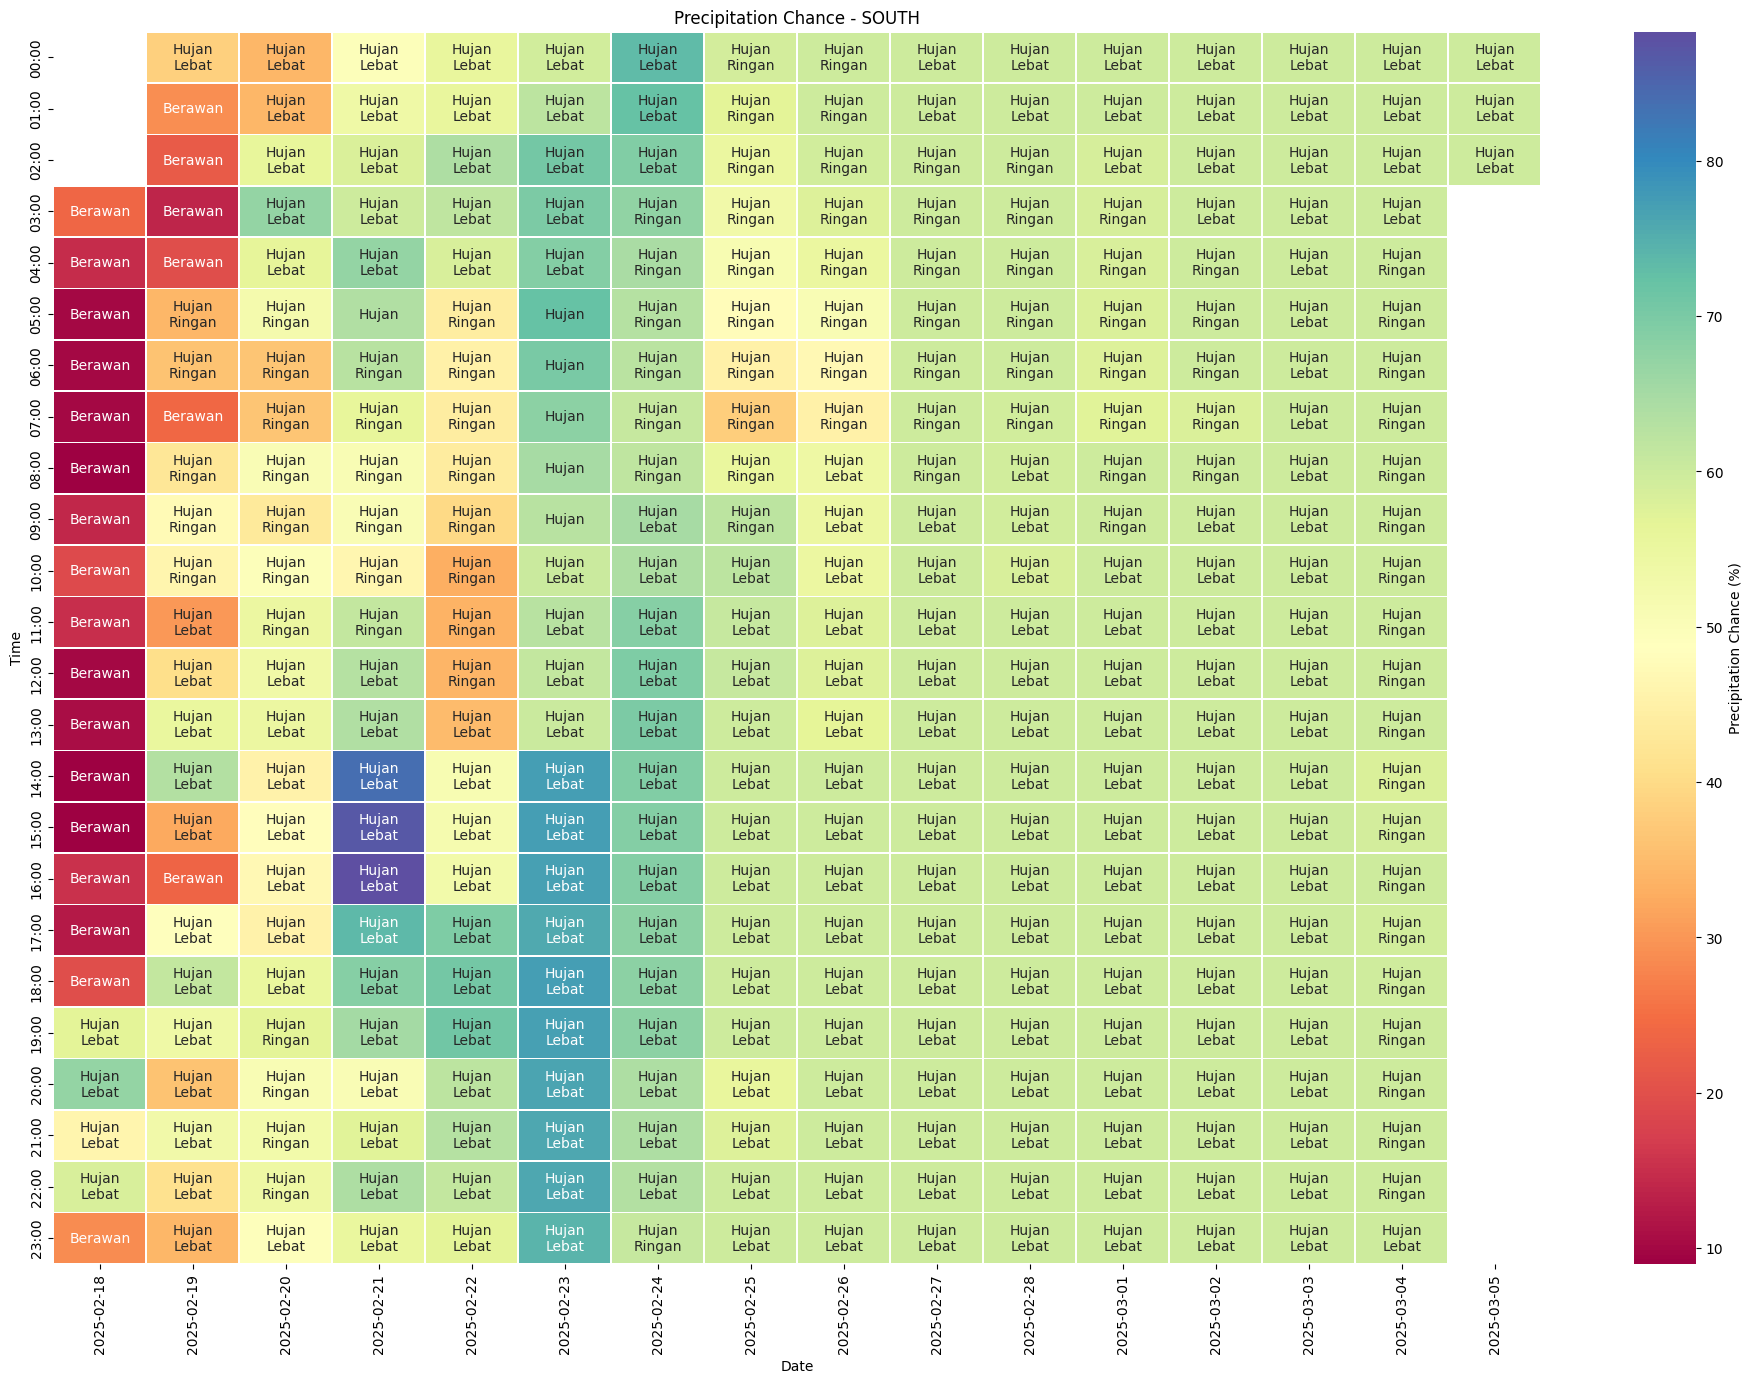 Precipitation Chance - SOUTH
00:00 Hujan Lebat Hujan Lebat Hujan Lebat Hujan Lebat Hujan Lebat Hujan Lebat Hujan Ringan Hujan Ringan Hujan Lebat Hujan Lebat Hujan Lebat Hujan Lebat Hujan Lebat Hujan Lebat Hujan Lebat
01:00 Berawan Hujan Lebat Hujan Lebat Hujan Lebat Hujan Lebat Hujan Lebat Hujan Ringan Hujan Ringan Hujan Lebat Hujan Lebat Hujan Lebat Hujan Lebat Hujan Lebat Hujan Lebat Hujan Lebat
02:00 Berawan Hujan Lebat Hujan Lebat Hujan Lebat Hujan Lebat Hujan Lebat Hujan Ringan Hujan Ringan Hujan Ringan Hujan Ringan Hujan Lebat Hujan Lebat Hujan Lebat Hujan Lebat Hujan Lebat
03:00 Berawan Berawan Hujan Lebat Hujan Lebat Hujan Lebat Hujan Lebat Hujan Ringan Hujan Ringan Hujan Ringan Hujan Ringan Hujan Ringan Hujan Ringan Hujan Lebat Hujan Lebat Hujan Lebat
04:00 Berawan Berawan Hujan Lebat Hujan Lebat Hujan Lebat Hujan Lebat Hujan Ringan Hujan Ringan Hujan Ringan Hujan Ringan Hujan Ringan Hujan Ringan Hujan Ringan Hujan Lebat Hujan Ringan
05:00 Berawan Hujan Ringan Hujan Ringan Hujan Hujan Ringan Hujan Hujan Ringan Hujan Ringan Hujan Ringan Hujan Ringan Hujan Ringan Hujan Ringan Hujan Ringan Hujan Lebat Hujan Ringan
06:00 Berawan Hujan Ringan Hujan Ringan Hujan Ringan Hujan Ringan Hujan Hujan Ringan Hujan Ringan Hujan Ringan Hujan Ringan Hujan Ringan Hujan Ringan Hujan Ringan Hujan Lebat Hujan Ringan
07:00 Berawan Berawan Hujan Ringan Hujan Ringan Hujan Ringan Hujan Hujan Ringan Hujan Ringan Hujan Ringan Hujan Ringan Hujan Ringan Hujan Ringan Hujan Ringan Hujan Lebat Hujan Ringan
08:00 Berawan Hujan Ringan Hujan Ringan Hujan Ringan Hujan Ringan Hujan Hujan Ringan Hujan Ringan Hujan Lebat Hujan Ringan Hujan Lebat Hujan Ringan Hujan Ringan Hujan Lebat Hujan Ringan
09:00 Berawan Hujan Ringan Hujan Ringan Hujan Ringan Hujan Ringan Hujan Hujan Lebat Hujan Ringan Hujan Lebat Hujan Lebat Hujan Lebat Hujan Ringan Hujan Lebat Hujan Lebat Hujan Ringan
10:00 Berawan Hujan Ringan Hujan Ringan Hujan Ringan Hujan Ringan Hujan Lebat Hujan Lebat Hujan Lebat Hujan Lebat Hujan Lebat Hujan Lebat Hujan Lebat Hujan Lebat Hujan Lebat Hujan Ringan
11:00 Berawan Hujan Lebat Hujan Ringan Hujan Ringan Hujan Ringan Hujan Lebat Hujan Lebat Hujan Lebat Hujan Lebat Hujan Lebat Hujan Lebat Hujan Lebat Hujan Lebat Hujan Lebat Hujan Ringan
12:00 Berawan Hujan Lebat Hujan Lebat Hujan Lebat Hujan Ringan Hujan Lebat Hujan Lebat Hujan Lebat Hujan Lebat Hujan Lebat Hujan Lebat Hujan Lebat Hujan Lebat Hujan Lebat Hujan Ringan
13:00 Berawan Hujan Lebat Hujan Lebat Hujan Lebat Hujan Lebat Hujan Lebat Hujan Lebat Hujan Lebat Hujan Lebat Hujan Lebat Hujan Lebat Hujan Lebat Hujan Lebat Hujan Lebat Hujan Ringan
14:00 Berawan Hujan Lebat Hujan Lebat Hujan Lebat Hujan Lebat Hujan Lebat Hujan Lebat Hujan Lebat Hujan Lebat Hujan Lebat Hujan Lebat Hujan Lebat Hujan Lebat Hujan Lebat Hujan Ringan
15:00 Berawan Hujan Lebat Hujan Lebat Hujan Lebat Hujan Lebat Hujan Lebat Hujan Lebat Hujan Lebat Hujan Lebat Hujan Lebat Hujan Lebat Hujan Lebat Hujan Lebat Hujan Lebat Hujan Ringan
16:00 Berawan Berawan Hujan Lebat Hujan Lebat Hujan Lebat Hujan Lebat Hujan Lebat Hujan Lebat Hujan Lebat Hujan Lebat Hujan Lebat Hujan Lebat Hujan Lebat Hujan Lebat Hujan Ringan
17:00 Berawan Hujan Lebat Hujan Lebat Hujan Lebat Hujan Lebat Hujan Lebat Hujan Lebat Hujan Lebat Hujan Lebat Hujan Lebat Hujan Lebat Hujan Lebat Hujan Lebat Hujan Lebat Hujan Ringan
18:00 Berawan Hujan Lebat Hujan Lebat Hujan Lebat Hujan Lebat Hujan Lebat Hujan Lebat Hujan Lebat Hujan Lebat Hujan Lebat Hujan Lebat Hujan Lebat Hujan Lebat Hujan Lebat Hujan Ringan
19:00 Hujan Lebat Hujan Lebat Hujan Ringan Hujan Lebat Hujan Lebat Hujan Lebat Hujan Lebat Hujan Lebat Hujan Lebat Hujan Lebat Hujan Lebat Hujan Lebat Hujan Lebat Hujan Lebat Hujan Ringan
20:00 Hujan Lebat Hujan Lebat Hujan Ringan Hujan Lebat Hujan Lebat Hujan Lebat Hujan Lebat Hujan Lebat Hujan Lebat Hujan Lebat Hujan Lebat Hujan Lebat Hujan Lebat Hujan Lebat Hujan Ringan
21:00 Hujan Lebat Hujan Lebat Hujan Ringan Hujan Lebat Hujan Lebat Hujan Lebat Hujan Lebat Hujan Lebat Hujan Lebat Hujan Lebat Hujan Lebat Hujan Lebat Hujan Lebat Hujan Lebat Hujan Ringan
22:00 Hujan Lebat Hujan Lebat Hujan Ringan Hujan Lebat Hujan Lebat Hujan Lebat Hujan Lebat Hujan Lebat Hujan Lebat Hujan Lebat Hujan Lebat Hujan Lebat Hujan Lebat Hujan Lebat Hujan Ringan
23:00 Berawan Hujan Lebat Hujan Lebat Hujan Lebat Hujan Lebat Hujan Lebat Hujan Ringan Hujan Lebat Hujan Lebat Hujan Lebat Hujan Lebat Hujan Lebat Hujan Lebat Hujan Lebat Hujan Lebat
Time
2025-02-18 2025-02-19 2025-02-20 2025-02-21 2025-02-22 2025-02-23 2025-02-24 2025-02-25 2025-02-26 2025-02-27 2025-02-28 2025-03-01 2025-03-02 2025-03-03 2025-03-04 2025-03-05
Date
80
70
60
50
40
30
20
10
Precipitation Chance (%)